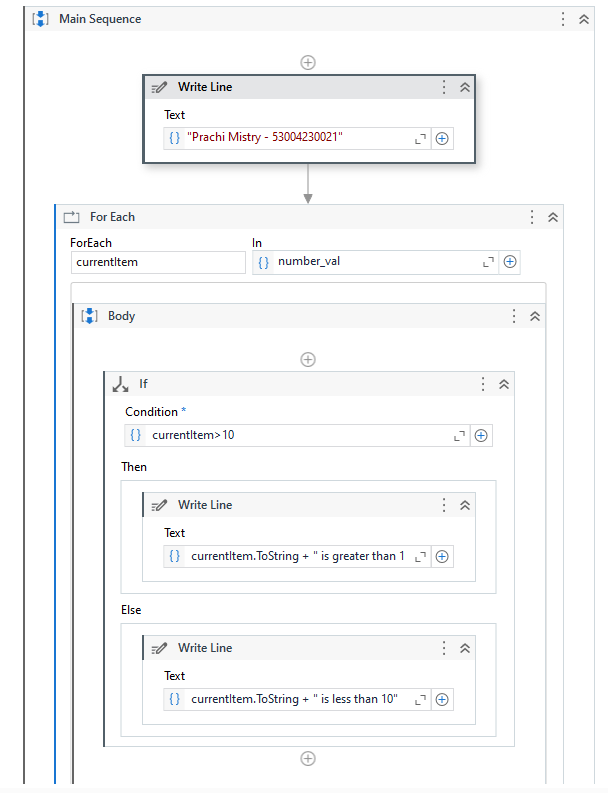 Main Sequence
Write Line
Text
"Prachi Mistry - 53004230021"
For Each
ForEach In
currentItem number_val
Body
If
Condition *
currentItem>10
Then
Write Line
Text
currentItem.ToString + " is greater than 1
Else
Write Line
Text
currentItem.ToString + " is less than 10"